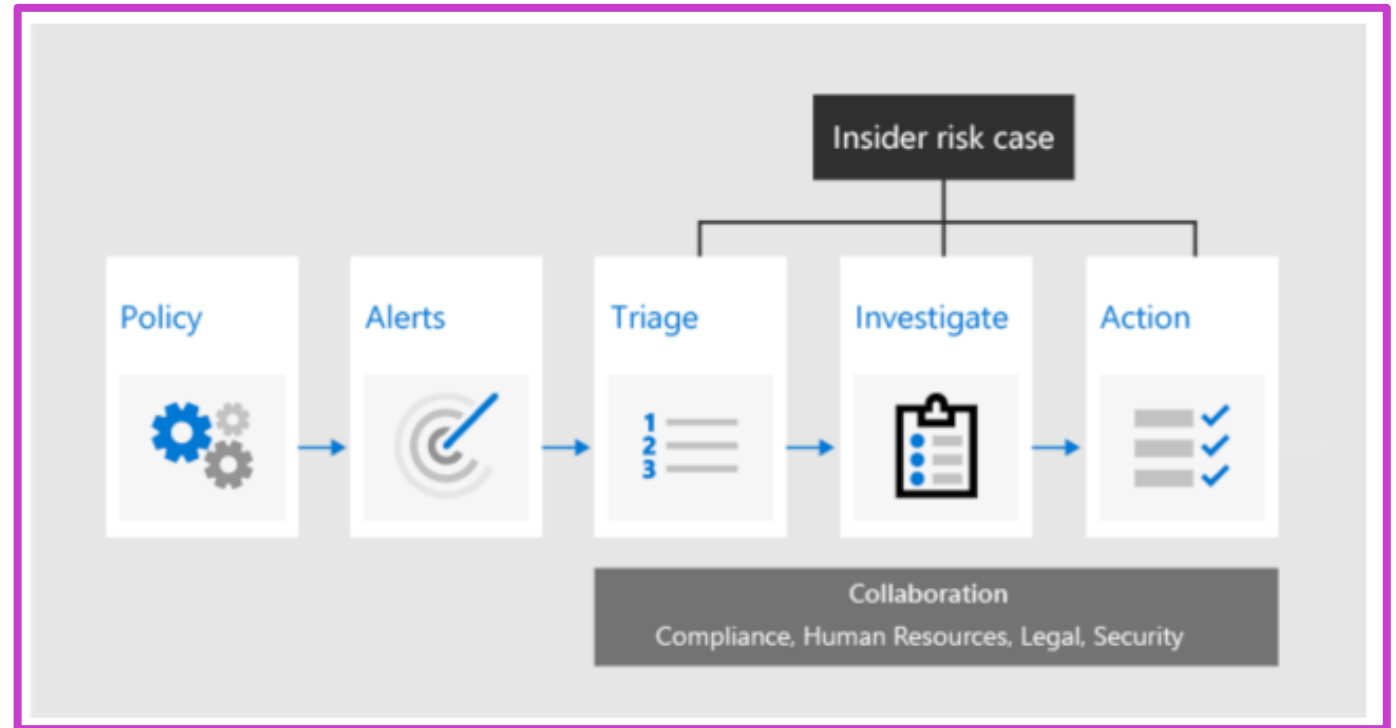 Insider risk case
Policy
Alerts
Triage
Investigate
Action
1
2
3
Collaboration
Compliance, Human Resources, Legal, Security